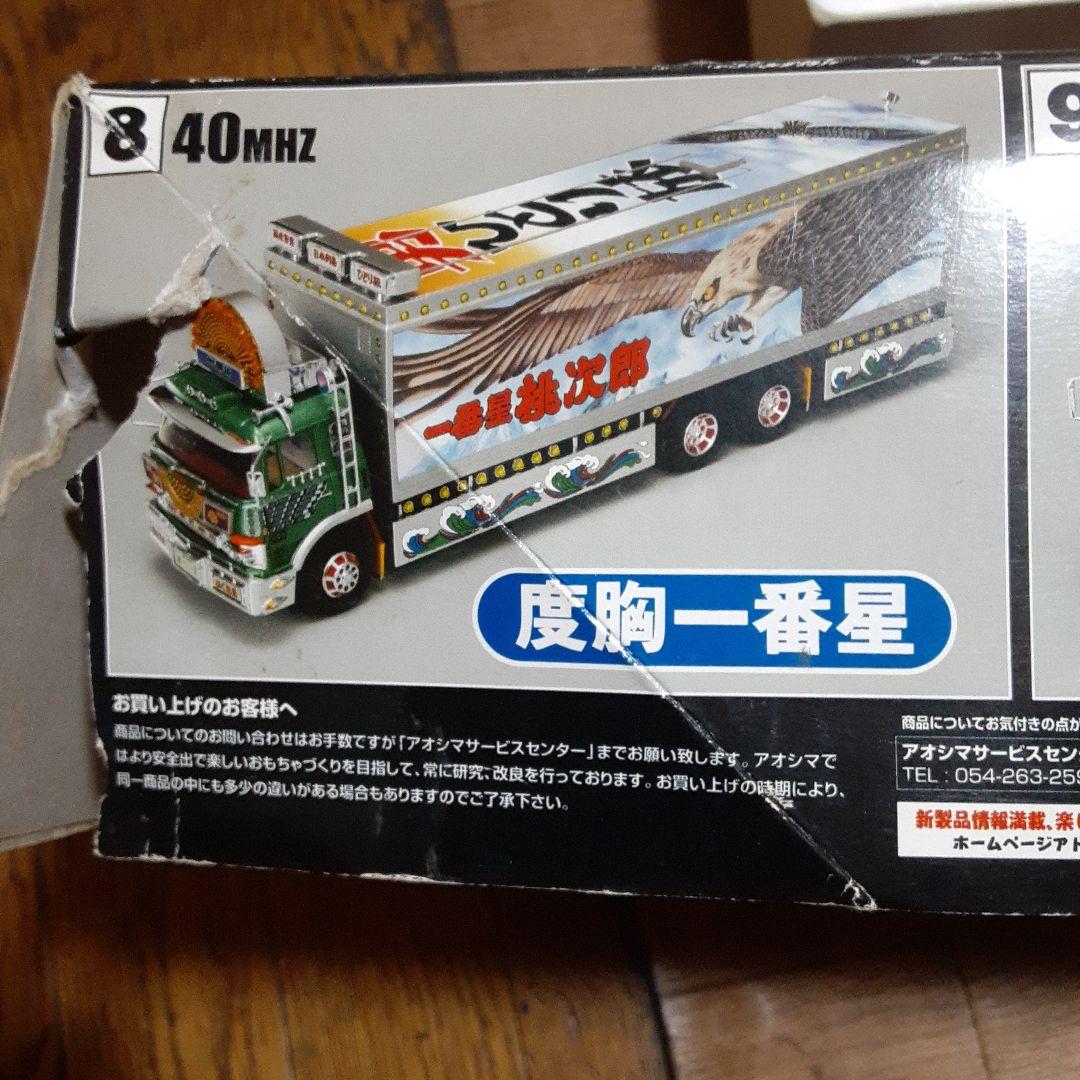 8 40MHZ
9
一番星 桃次郎
度胸一番星
お買い上げのお客様へ
商品についてのお問い合わせはお手数ですが「アオシマサービスセンター」までお願い致します。アオシマで
はより安全出で楽しいおもちゃづくりを目指して、常に研究、改良を行っております。お買い上げの時期により、
同一商品の中にも多少の違いがある場合もありますのでご了承下さい。
商品についてお気付きの点が
アオシマサービスセン
TEL : 054-263-259
新製品情報満載、楽し
ホームページアド